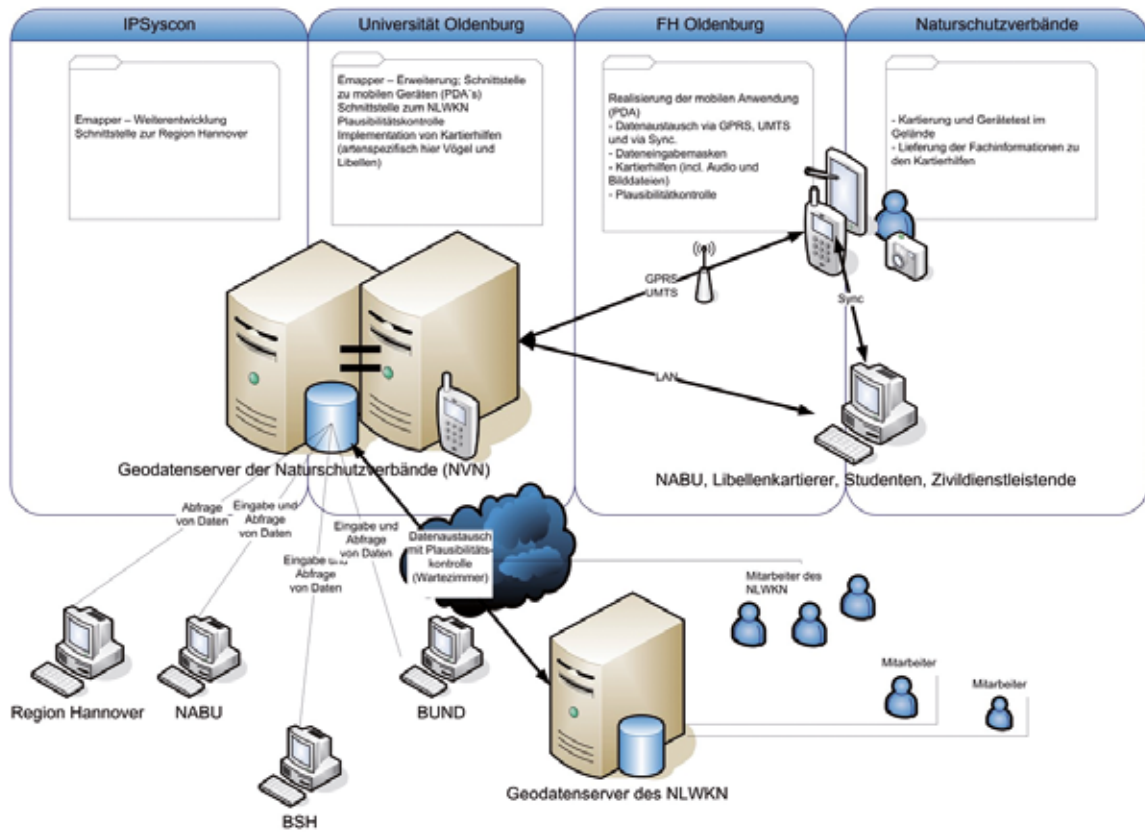 IPSyscon
Universität Oldenburg
FH Oldenburg
Naturschutzverbände
Emapper – Weiterentwicklung
Schnittstelle zur Region Hannover
Emapper – Erweiterung; Schnittstelle
zu mobilen Geräten (PDA´s)
Schnittstelle zum NLWKN
Plausibilitätskontrolle
Implementation von Kartierhilfen
(artenspezifisch hier Vögel und
Libellen)
Realisierung der mobilen Anwendung
(PDA)
- Datenaustausch via GPRS, UMTS
und via Sync.
- Dateneingabemasken
- Kartierhilfen (incl. Audio und
Bilddateien)
- Plausibilitätkontrolle
- Kartierung und Gerätetest im
Gelände
- Lieferung der Fachinformationen zu
den Kartierhilfen
GPRS
UMTS
Sync
LAN
Geodatenserver der Naturschutzverbände (NVN)
NABU, Libellenkartierer, Studenten, Zivildienstleistende
Abfrage
von Daten
Eingabe und
Abfrage
von Daten
Eingabe und
Abfrage
von Daten
Eingabe und
Abfrage
von Daten
Datenaustausch
mit Plausibilitäts-
kontrolle
(Wartezimmer)
Mitarbeiter des
NLWKN
Mitarbeiter
Mitarbeiter
Region Hannover
NABU
BUND
BSH
Geodatenserver des NLWKN